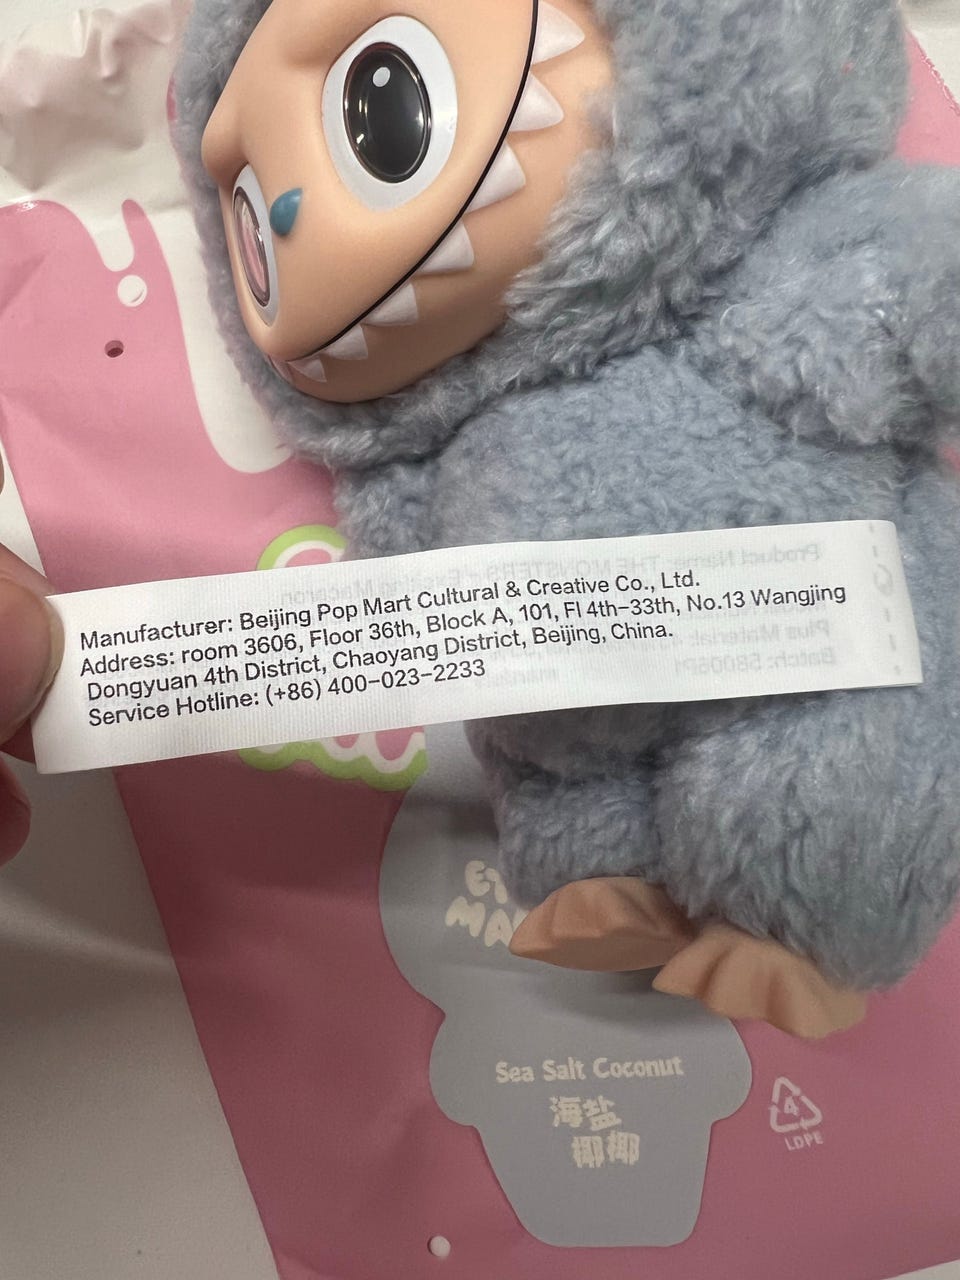 Manufacturer: Beijing Pop Mart Cultural & Creative Co., Ltd.
Address: room 3606, Floor 36th, Block A, 101, Fl 4th-33th, No.13 Wangjing
Dongyuan 4th District, Chaoyang District, Beijing, China.
Service Hotline: (+86) 400-023-2233
Sea Salt Coconut
海盐
椰椰
4
LDPE